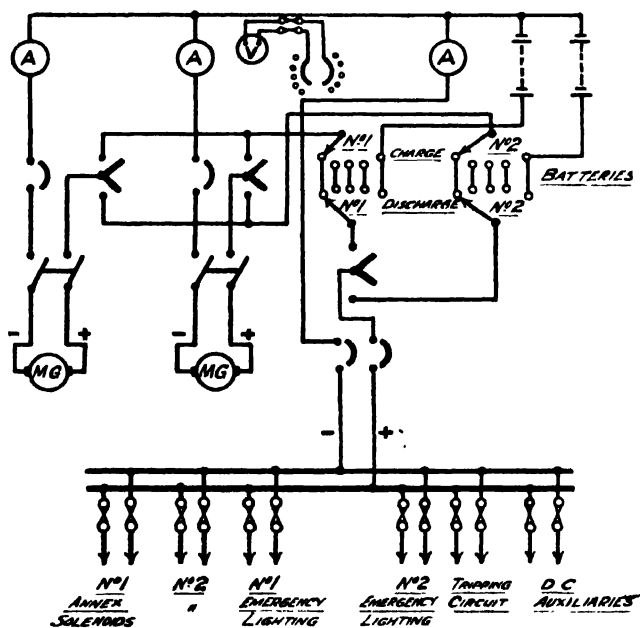 A
A
V
A
Nº1
Nº2
CHARGE
BATTERIES
Nº1
DISCHARGE
Nº2
- +
- +
MG
MG
- +
Nº1
ANNEX
SOLENOIDS
Nº2
"
Nº1
EMERGENCY
LIGHTING
Nº2
EMERGENCY
LIGHTING
TRIPPING
CIRCUIT
D C
AUXILIARIES